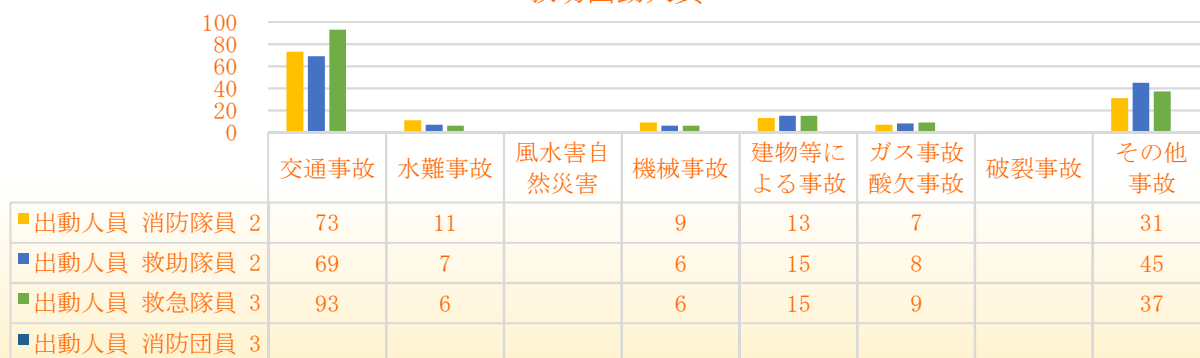 100
80
60
40
20
0
交通事故 水難事故 風水害自然災害 機械事故 建物等による事故 ガス事故酸欠事故 破裂事故 その他事故
出動人員 消防隊員 2 73 11 9 13 7 31
出動人員 救助隊員 2 69 7 6 15 8 45
出動人員 救急隊員 3 93 6 6 15 9 37
出動人員 消防団員 3